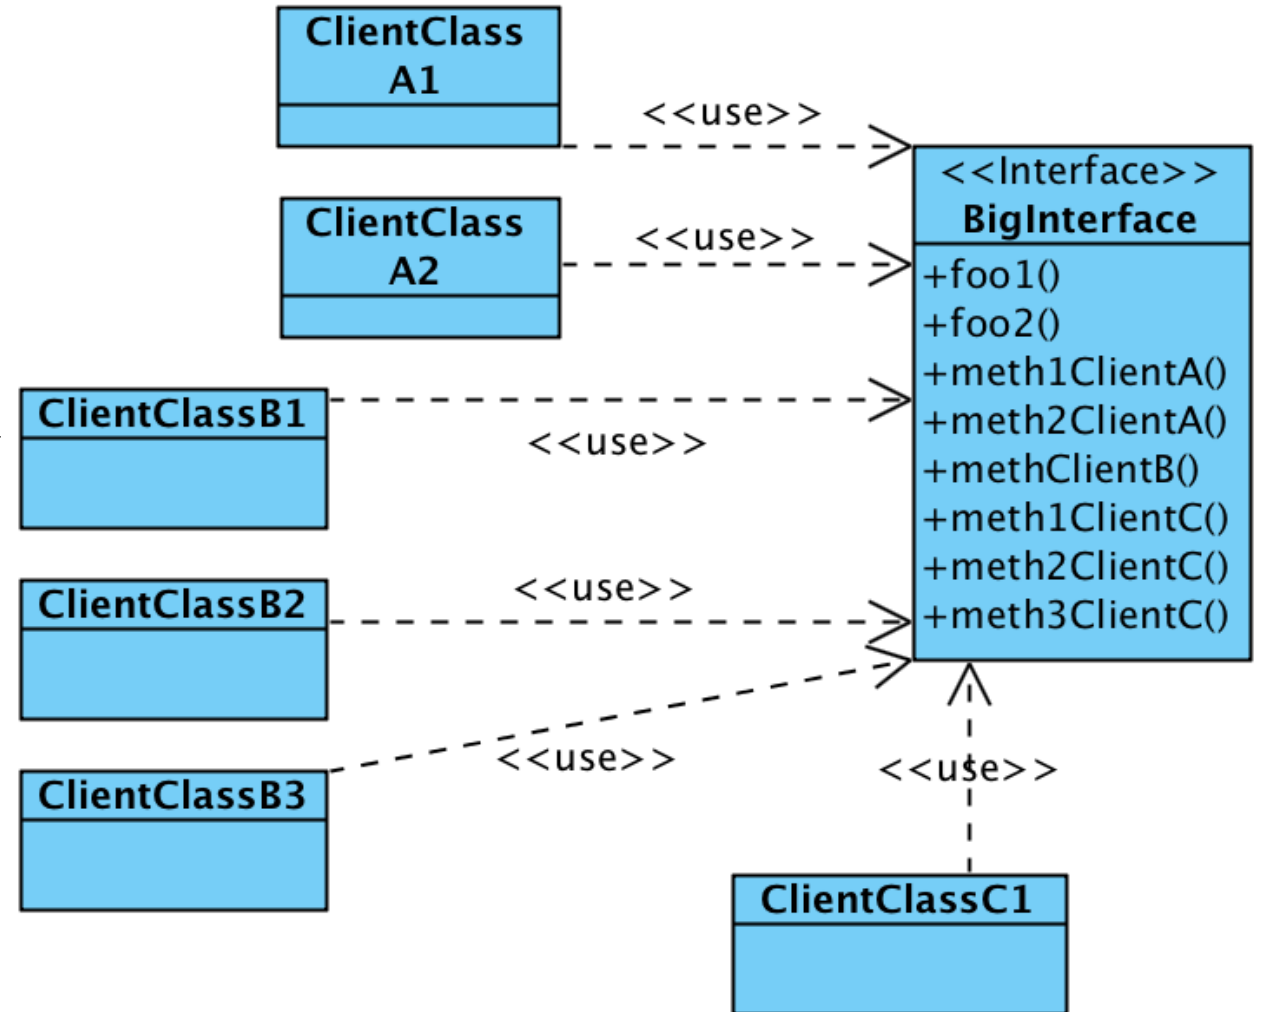 ClientClass
A1
<<use>>
<<Interface>>
BigInterface
+foo1()
+foo2()
+meth1ClientA()
+meth2ClientA()
+methClientB()
+meth1ClientC()
+meth2ClientC()
+meth3ClientC()
ClientClass
A2
<<use>>
ClientClassB1
<<use>>
ClientClassB2
<<use>>
ClientClassB3
<<use>>
<<use>>
ClientClassC1